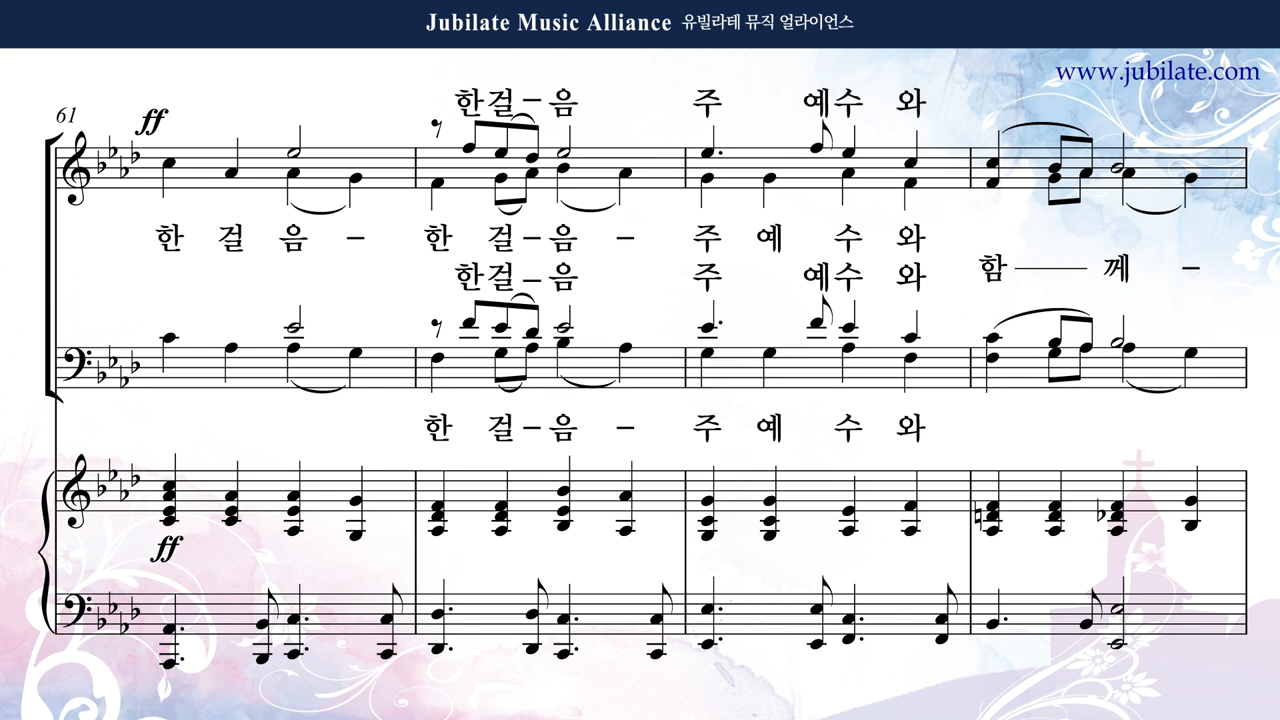 Jubilate Music Alliance 유빌라테 뮤직 얼라이언스
www.jubilate.com
61
ff
한걸–음 주 예수 와
한 걸 음 – 한 걸–음 – 주 예 수 와
한걸–음 주 예수 와
함 —— 께 –
한 걸–음 – 주 예 수 와
ff